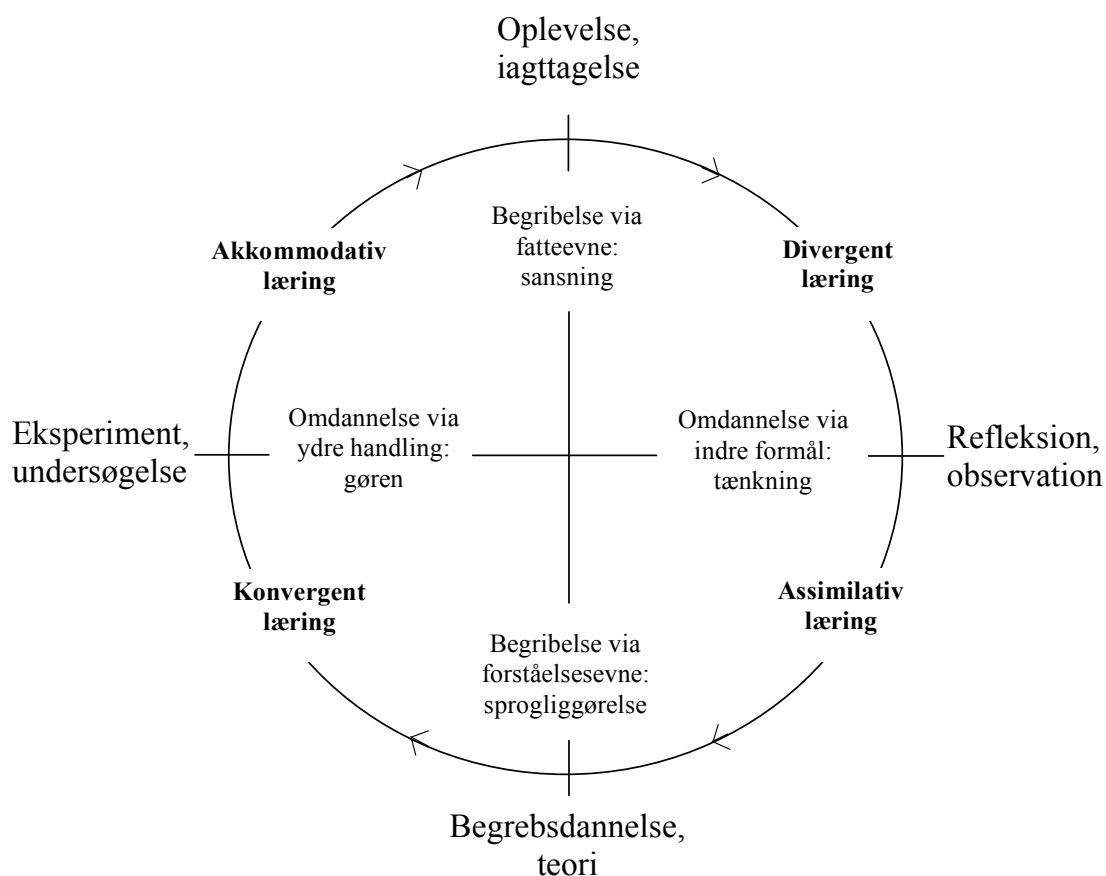 Oplevelse,
iagttagelse
Begribelse via
fatteevne:
sansning
Akkommodativ
læring
Divergent
læring
Eksperiment,
undersøgelse
Omdannelse via
ydre handling:
gøren
Omdannelse via
indre formål:
tænkning
Refleksion,
observation
Konvergent
læring
Assimilativ
læring
Begribelse via
forståelsesevne:
sprogliggørelse
Begrebsdannelse,
teori